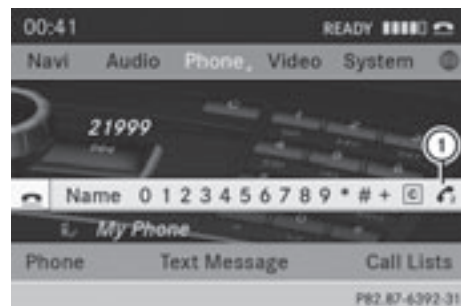 00:41 READY
Navi Audio Phone Video System
21999
1
Name 0 1 2 3 4 5 6 7 8 9 * # + C
My Phone
Phone Text Message Call Lists
P82.87-6392-31